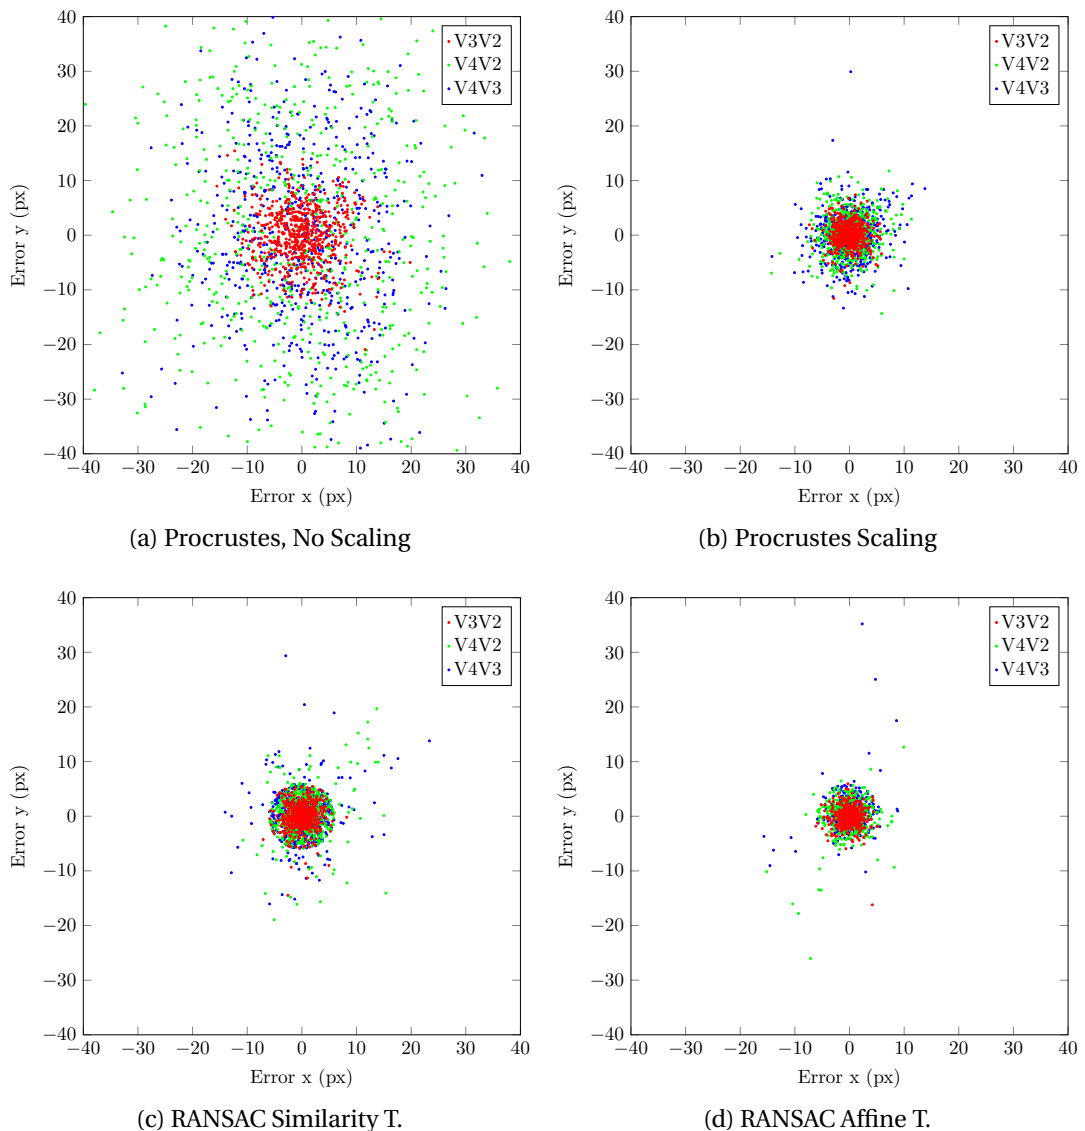 40
30
20
10
0
−10
−20
−30
−40
−40 −30 −20 −10 0 10 20 30 40
Error x (px)
Error y (px)
V3V2
V4V2
V4V3
(a) Procrustes, No Scaling
40
30
20
10
0
−10
−20
−30
−40
−40 −30 −20 −10 0 10 20 30 40
Error x (px)
Error y (px)
V3V2
V4V2
V4V3
(b) Procrustes Scaling
40
30
20
10
0
−10
−20
−30
−40
−40 −30 −20 −10 0 10 20 30 40
Error x (px)
Error y (px)
V3V2
V4V2
V4V3
(c) RANSAC Similarity T.
40
30
20
10
0
−10
−20
−30
−40
−40 −30 −20 −10 0 10 20 30 40
Error x (px)
Error y (px)
V3V2
V4V2
V4V3
(d) RANSAC Affine T.